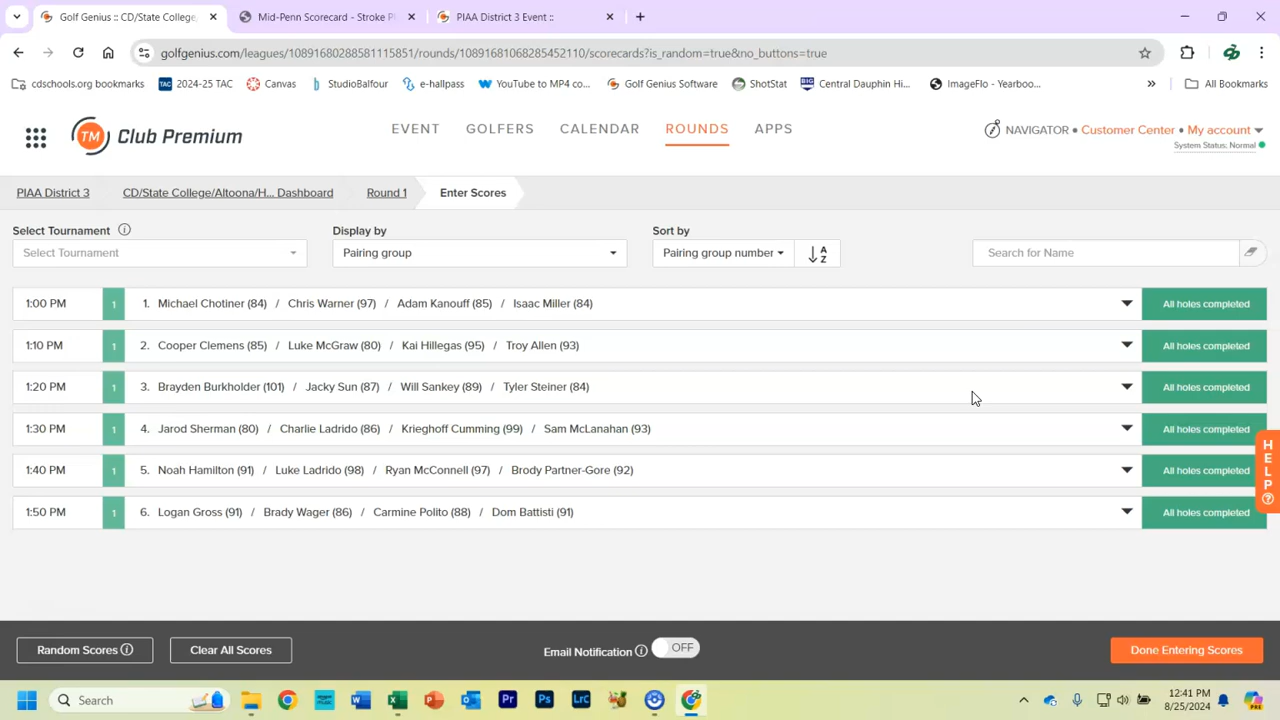 Golf Genius :: CD/State College,
Mid-Penn Scorecard - Stroke P
PIAA District 3 Event ::
golfgenius.com/leagues/10891680288581115851/rounds/10891681068285452110/scorecards?is_random=true&no_buttons=true
cdschools.org bookmarks
TAC 2024-25 TAC
Canvas
StudioBalfour
e-hallpass
YouTube to MP4 co...
Golf Genius Software
ShotStat
Central Dauphin Hi...
ImageFlo - Yearboo...
All Bookmarks
TM Club Premium
EVENT GOLFERS CALENDAR ROUNDS APPS
NAVIGATOR • Customer Center • My account
System Status: Normal
PIAA District 3
CD/State College/Altoona/H... Dashboard
Round 1
Enter Scores
Select Tournament
Display by
Sort by
Select Tournament
Pairing group
Pairing group number
A
Z
Search for Name
1:00 PM 1 1. Michael Chotiner (84) / Chris Warner (97) / Adam Kanouff (85) / Isaac Miller (84) All holes completed
1:10 PM 1 2. Cooper Clemens (85) / Luke McGraw (80) / Kai Hillegas (95) / Troy Allen (93) All holes completed
1:20 PM 1 3. Brayden Burkholder (101) / Jacky Sun (87) / Will Sankey (89) / Tyler Steiner (84) All holes completed
1:30 PM 1 4. Jarod Sherman (80) / Charlie Ladrido (86) / Krieghoff Cumming (99) / Sam McLanahan (93) All holes completed
1:40 PM 1 5. Noah Hamilton (91) / Luke Ladrido (98) / Ryan McConnell (97) / Brody Partner-Gore (92) All holes completed
1:50 PM 1 6. Logan Gross (91) / Brady Wager (86) / Carmine Polito (88) / Dom Battisti (91) All holes completed
HELP
Random Scores
Clear All Scores
Email Notification
OFF
Done Entering Scores
Search
Pr
Ps
LrC
12:41 PM
8/25/2024